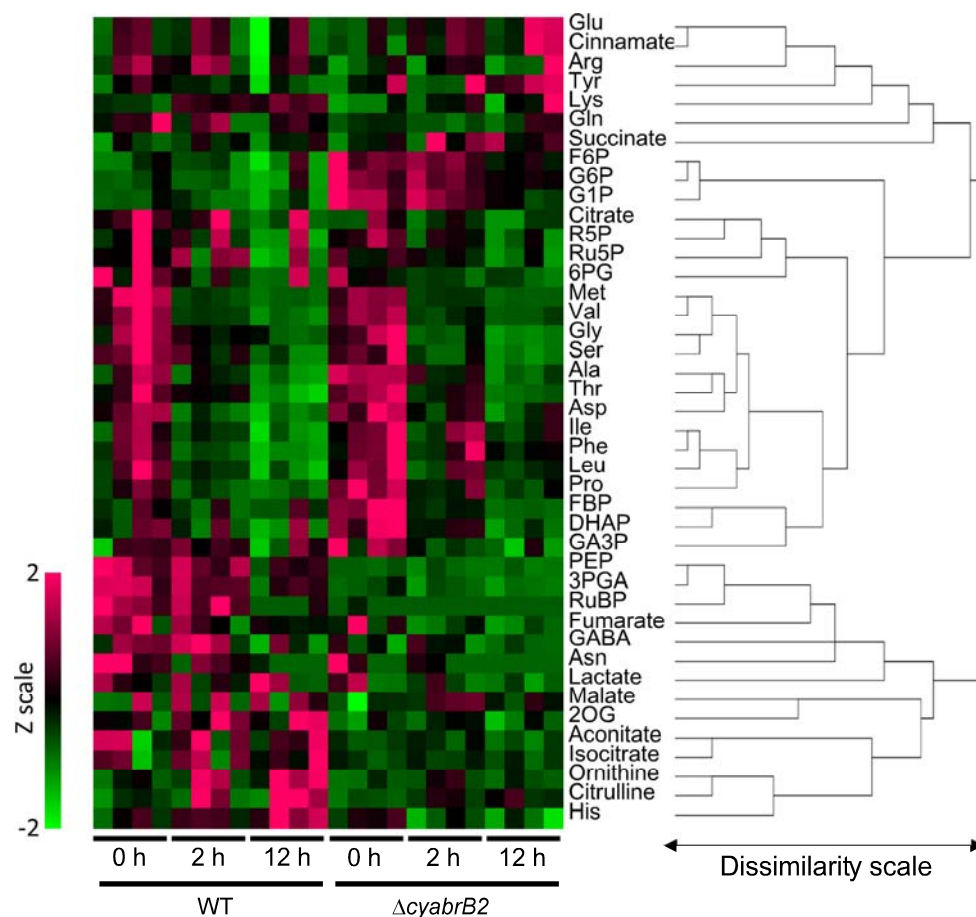 Glu
Cinnamate
Arg
Tyr
Lys
Gln
Succinate
F6P
G6P
G1P
Citrate
R5P
Ru5P
6PG
Met
Val
Gly
Ser
Ala
Thr
Asp
Ile
Phe
Leu
Pro
FBP
DHAP
GA3P
PEP
3PGA
RuBP
Fumarate
GABA
Asn
Lactate
Malate
2OG
Aconitate
Isocitrate
Ornithine
Citrulline
His
2
Z scale
-2
0 h 2 h 12 h 0 h 2 h 12 h
WT ΔcyabrB2
Dissimilarity scale